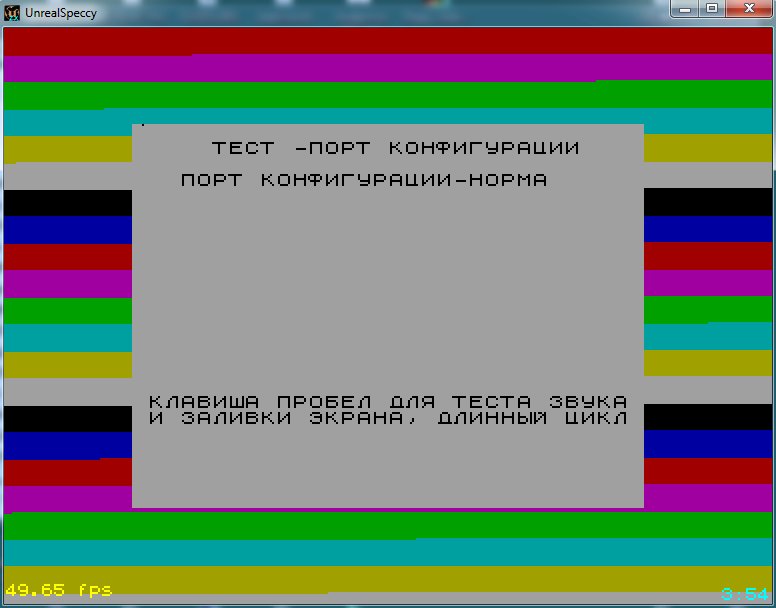 UnrealSpeccy
ТЕСТ -ПОРТ КОНФИГУРАЦИИ
ПОРТ КОНФИГУРАЦИИ-НОРМА
КЛАВИША ПРОБЕЛ ДЛЯ ТЕСТА ЗВУКА
И ЗАЛИВКИ ЭКРАНА, ДЛИННЫЙ ЦИКЛ
49.65 fps
3:54